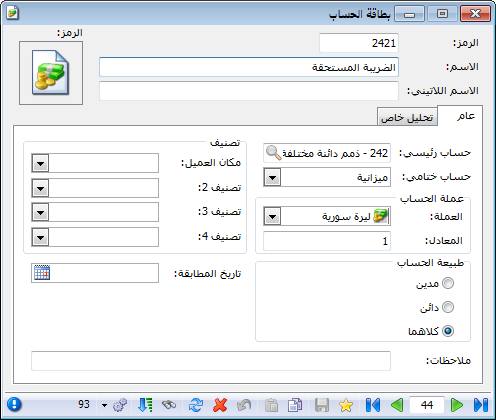 بطاقة الحساب
الرمز: 2421
الرمز:
الاسم: الضريبة المستحقة
الاسم اللاتيني:
عام
تحليل خاص
حساب رئيسي: 242 - ذمم دائنة مختلفة
حساب ختامي: ميزانية
عملة الحساب
العملة: ليرة سورية
المعادل: 1
طبيعة الحساب
مدين
دائن
كلاهما
تصنيف
مكان العميل:
تصنيف 2:
تصنيف 3:
تصنيف 4:
تاريخ المطابقة:
ملاحظات:
44
93